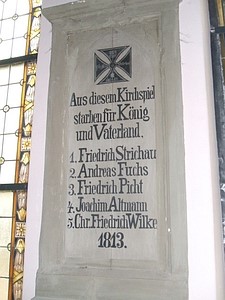 Aus diesem Kirchspiel
starben für König
und Vaterland.
1. Friedrich Strichau
2. Andreas Fuchs
3. Friedrich Picht
4. Joachim Altmann
5. Chr. Friedrich Wilke
1813.